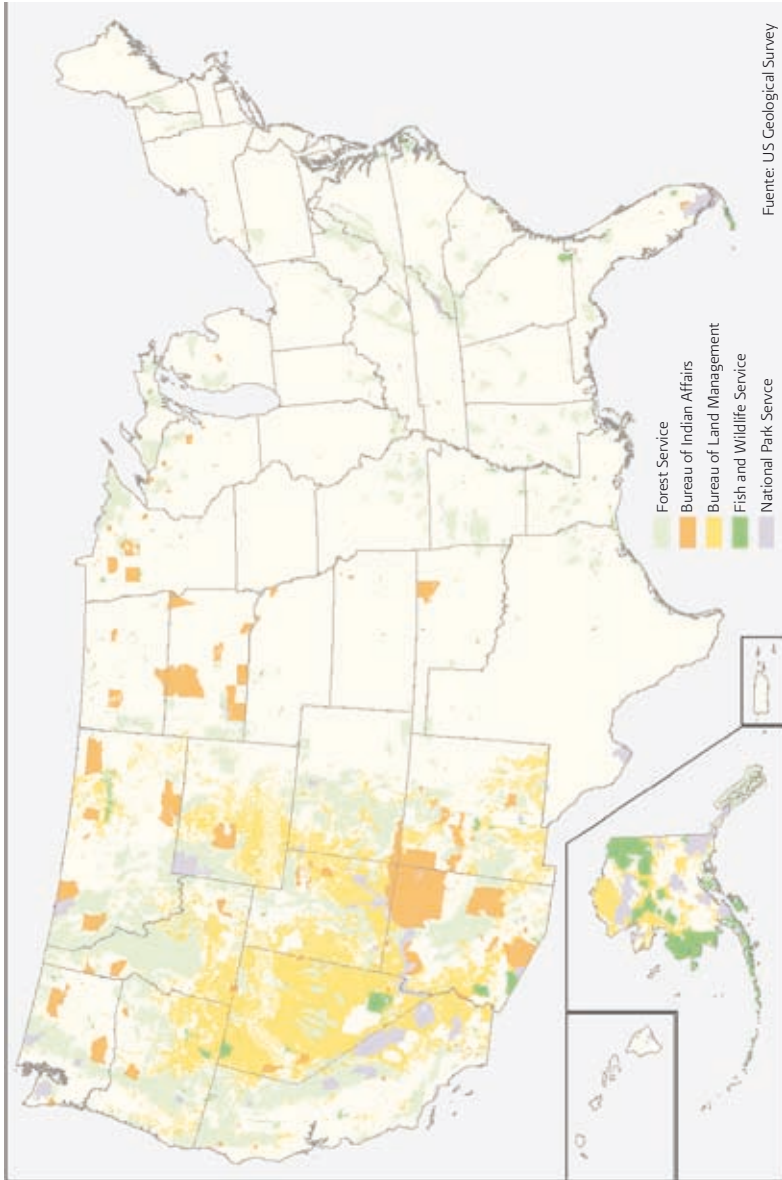 Forest Service
Bureau of Indian Affairs
Bureau of Land Management
Fish and Wildlife Service
National Park Servce
Fuente: US Geological Survey